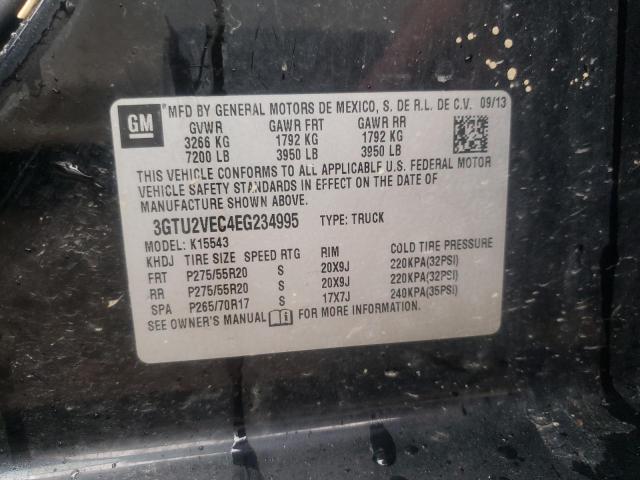 GM
*MFD BY GENERAL MOTORS DE MEXICO, S. DE R.L. DE C.V. 09/13
GVWR GAWR FRT GAWR RR
3266 KG 1792 KG 1792 KG
7200 LB 3950 LB 3950 LB
THIS VEHICLE CONFORMS TO ALL APPLICABLE U.S. FEDERAL MOTOR
VEHICLE SAFETY STANDARDS IN EFFECT ON THE DATE OF
MANUFACTURE SHOWN ABOVE.
3GTU2VEC4EG234995 TYPE: TRUCK
MODEL: K15543
KHDJ TIRE SIZE SPEED RTG RIM COLD TIRE PRESSURE
FRT P275/55R20 S 20X9J 220KPA(32PSI)
RR P275/55R20 S 20X9J 220KPA(32PSI)
SPA P265/70R17 S 17X7J 240KPA(35PSI)
SEE OWNER'S MANUAL FOR MORE INFORMATION.